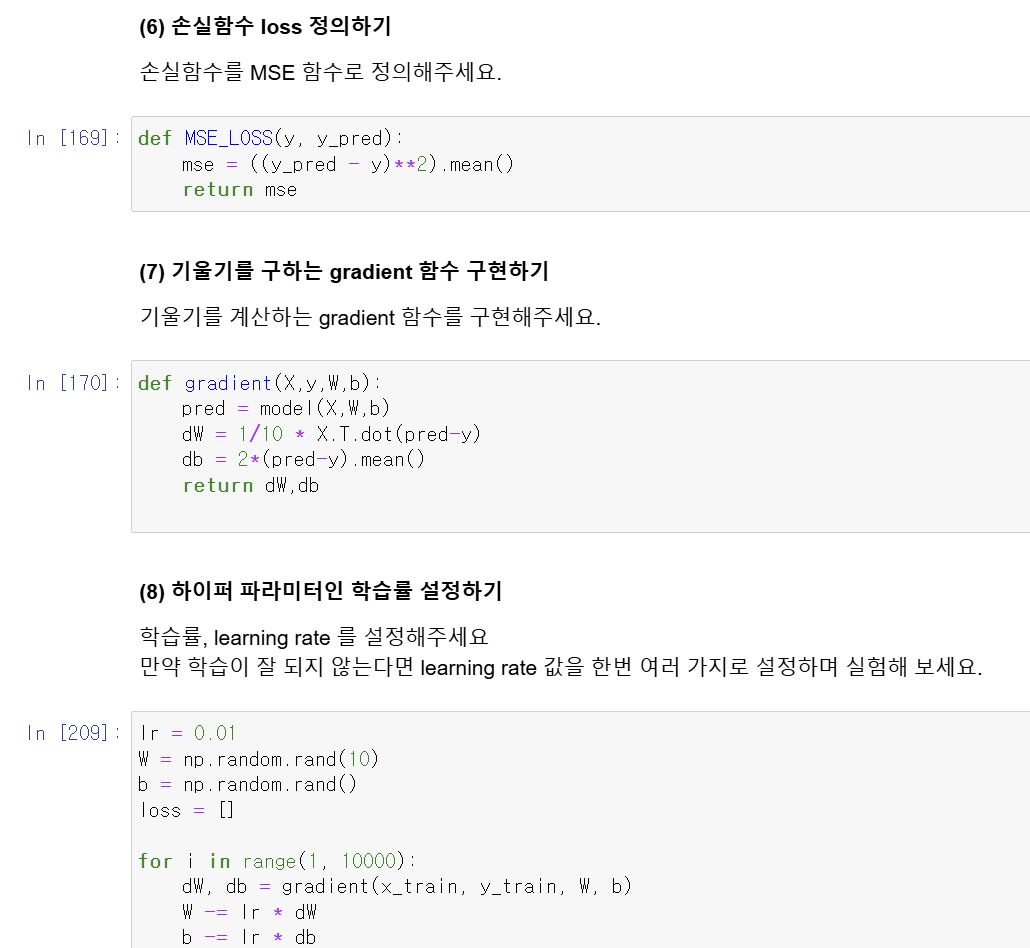 (6) 손실함수 loss 정의하기
손실함수를 MSE 함수로 정의해주세요.
In [169]: def MSE_LOSS(y, y_pred):
    mse = ((y_pred - y)**2).mean()
    return mse
(7) 기울기를 구하는 gradient 함수 구현하기
기울기를 계산하는 gradient 함수를 구현해주세요.
In [170]: def gradient(X,y,W,b):
    pred = model(X,W,b)
    dW = 1/10 * X.T.dot(pred-y)
    db = 2*(pred-y).mean()
    return dW,db
(8) 하이퍼 파라미터인 학습률 설정하기
학습률, learning rate 를 설정해주세요
만약 학습이 잘 되지 않는다면 learning rate 값을 한번 여러 가지로 설정하며 실험해 보세요.
In [209]: lr = 0.01
W = np.random.rand(10)
b = np.random.rand()
loss = []
for i in range(1, 10000):
    dW, db = gradient(x_train, y_train, W, b)
    W -= lr * dW
    b -= lr * db